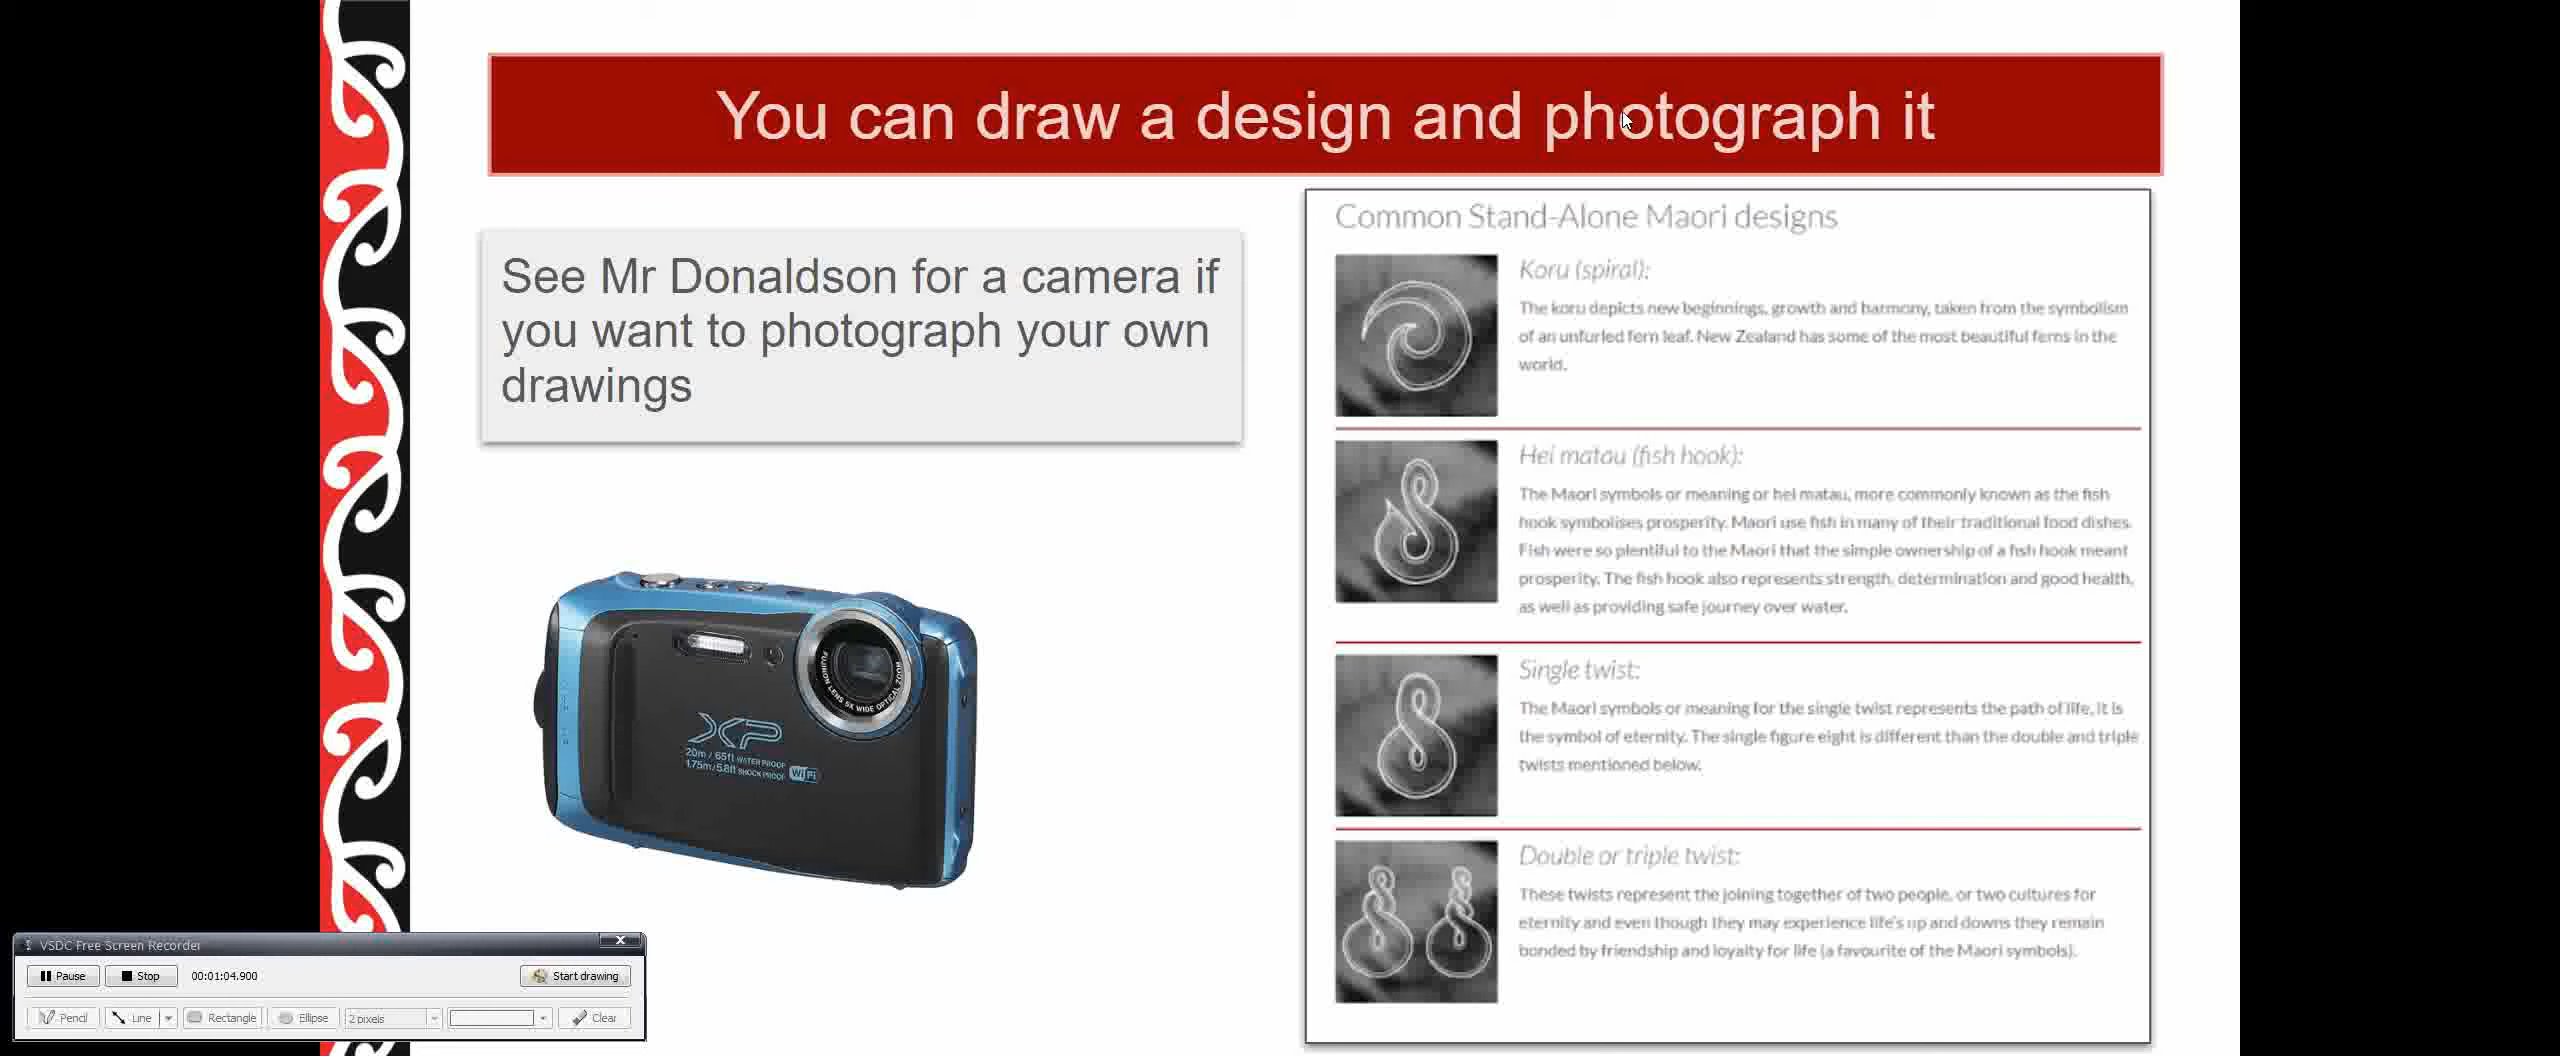 You can draw a design and photograph it
See Mr Donaldson for a camera if
you want to photograph your own
drawings
FUJINON LENS 5X WIDE OPTICAL ZOOM
XP
20m / 65ft WATER PROOF
1.75m/5.8ft SHOCK PROOF WiFi
Common Stand-Alone Maori designs
Koru (spiral):
The koru depicts new beginnings, growth and harmony, taken from the symbolism
of an unfurled fern leaf. New Zealand has some of the most beautiful ferns in the
world.
Hei matau (fish hook):
The Maori symbols or meaning or hei matau, more commonly known as the fish
hook symbolises prosperity. Maori use fish in many of their traditional food dishes.
Fish were so plentiful to the Maori that the simple ownership of a fish hook meant
prosperity. The fish hook also represents strength, determination and good health,
as well as providing safe journey over water.
Single twist:
The Maori symbols or meaning for the single twist represents the path of life, it is
the symbol of eternity. The single figure eight is different than the double and triple
twists mentioned below.
Double or triple twist:
These twists represent the joining together of two people, or two cultures for
eternity and even though they may experience life's up and downs they remain
bonded by friendship and loyalty for life (a favourite of the Maori symbols).
VSDC Free Screen Recorder
Pause Stop 00:01:04.900 Start drawing
Pencil Line Rectangle Ellipse 2 pixels Clear